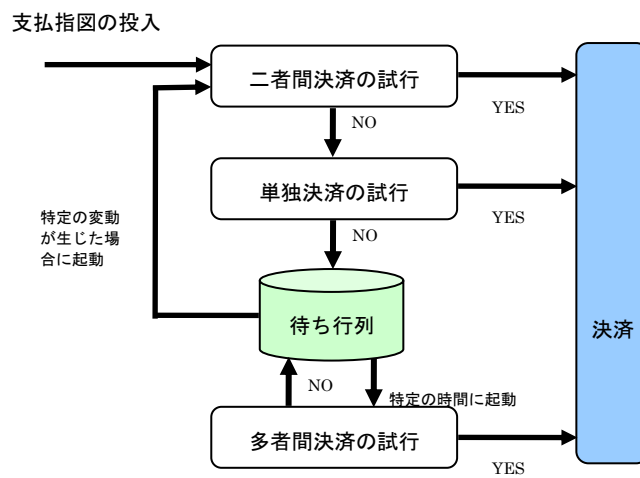 支払指図の投入
二者間決済の試行
YES
NO
単独決済の試行
YES
NO
特定の変動
が生じた場
合に起動
待ち行列
決済
NO
特定の時間に起動
多者間決済の試行
YES